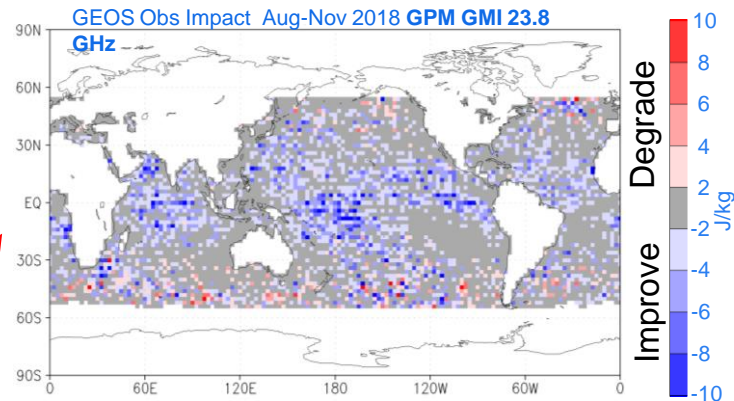 GEOS Obs Impact Aug-Nov 2018 GPM GMI 23.8
GHz
90N
60N
30N
EQ
30S
60S
90S
0
60E
120E
180
120W
60W
0
Degrade
Improve
10
8
6
4
2
-2
-4
-6
-8
-10
J/kg